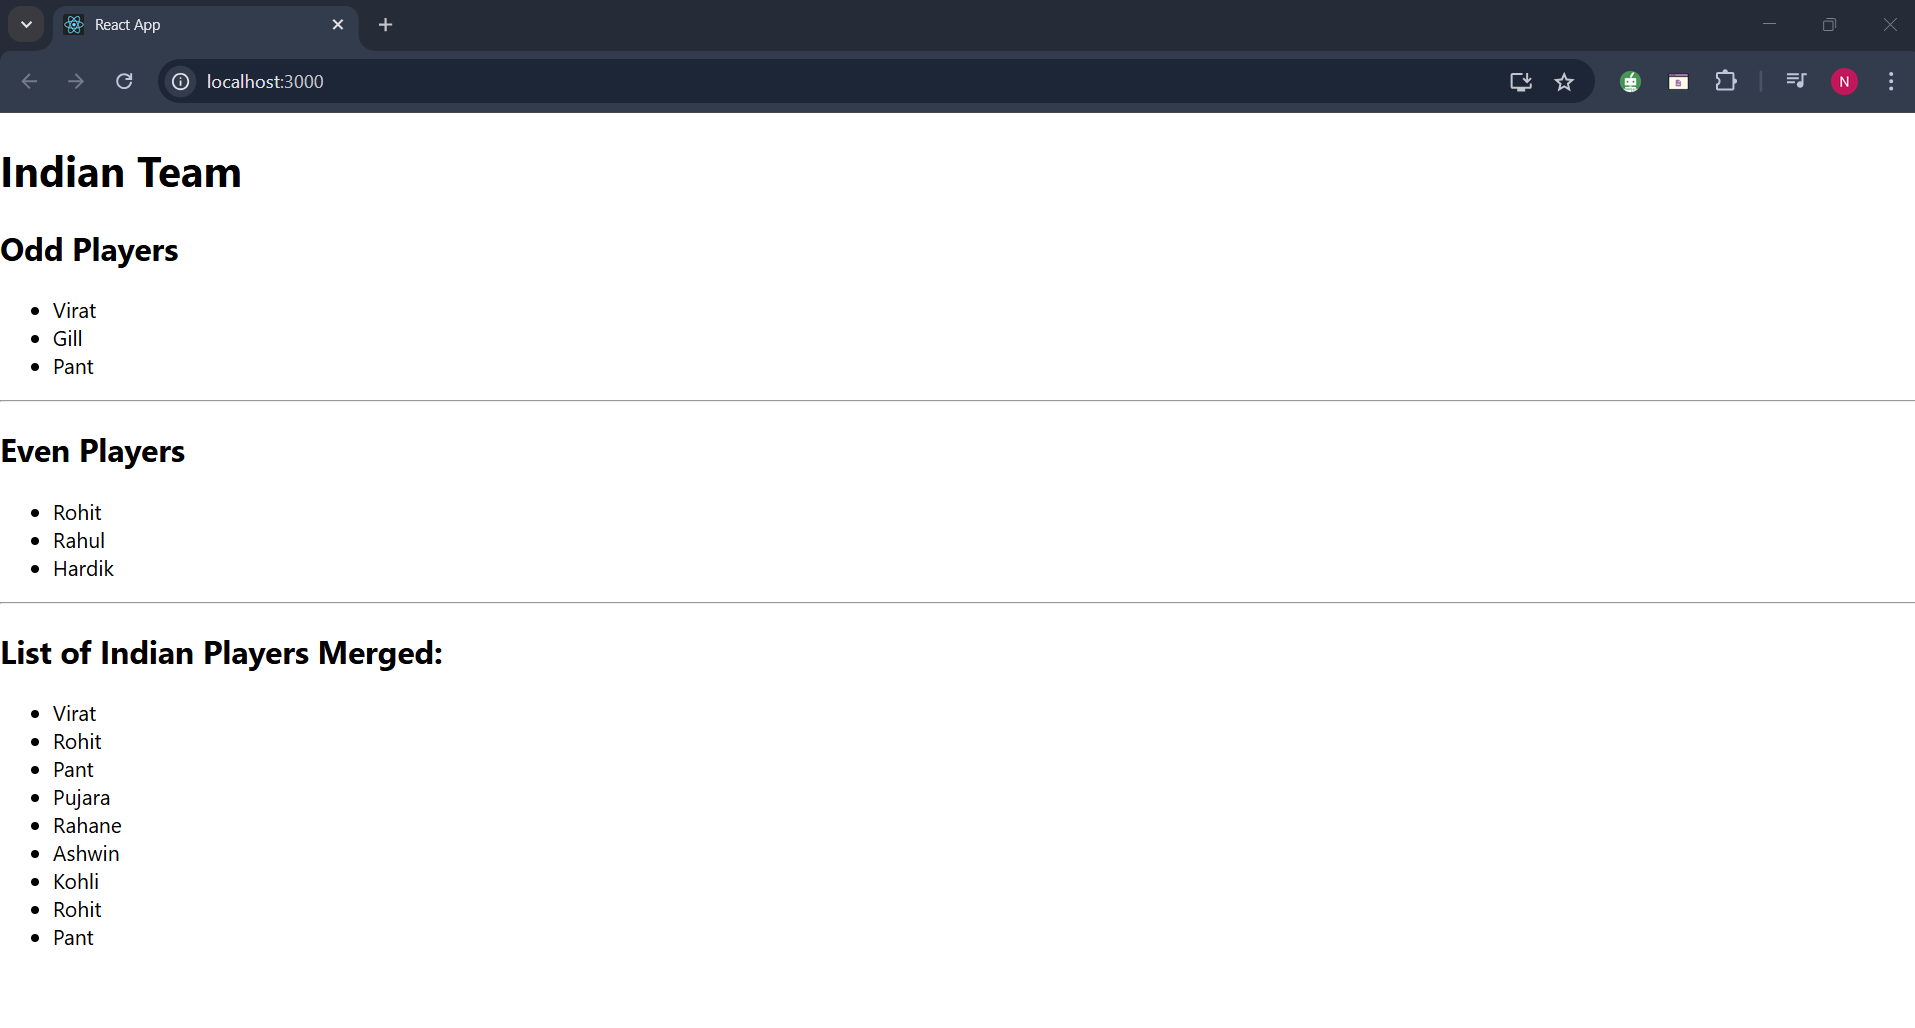 React App
localhost:3000
N
Indian Team
Odd Players
Virat
Gill
Pant
Even Players
Rohit
Rahul
Hardik
List of Indian Players Merged:
Virat
Rohit
Pant
Pujara
Rahane
Ashwin
Kohli
Rohit
Pant